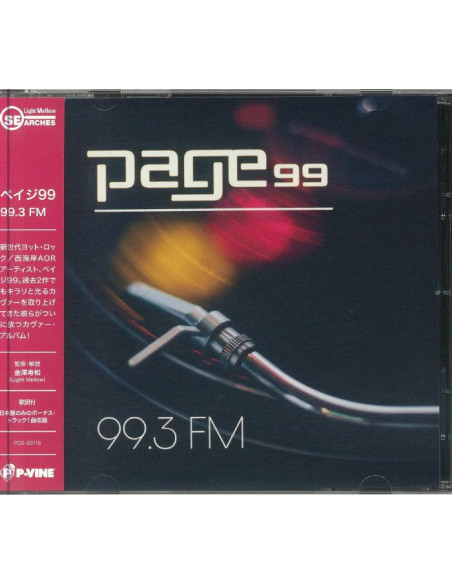 Light Mellow
SEARCHES
ペイジ99
99.3 FM
新世代ヨット・ロッ
ク/西海岸AOR
アーティスト、ペイ
ジ99。過去2作で
もキラリと光るカ
ヴァーを取り上げ
てきた彼らがつい
に放つカヴァー・
アルバム!
監修・解説
金澤寿和
(Light Mellow)
歌詞付
日本盤のみのボーナス・
トラック1曲収録
PCD-25116
P-VINE
page 99
99.3 FM